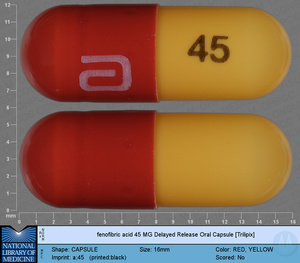 12
11
10
9
8
7
6
5
4
3
2
1
mm
a
45
0 1 2 3 4 5 6 7 8 9 10 11 12 13 14 15 16
fenofibric acid 45 MG Delayed Release Oral Capsule [Trilipix]
NATIONAL
LIBRARY OF
MEDICINE
Shape: CAPSULE Size: 16mm Color: RED, YELLOW
Imprint: a;45 (printed:black) Scored: No